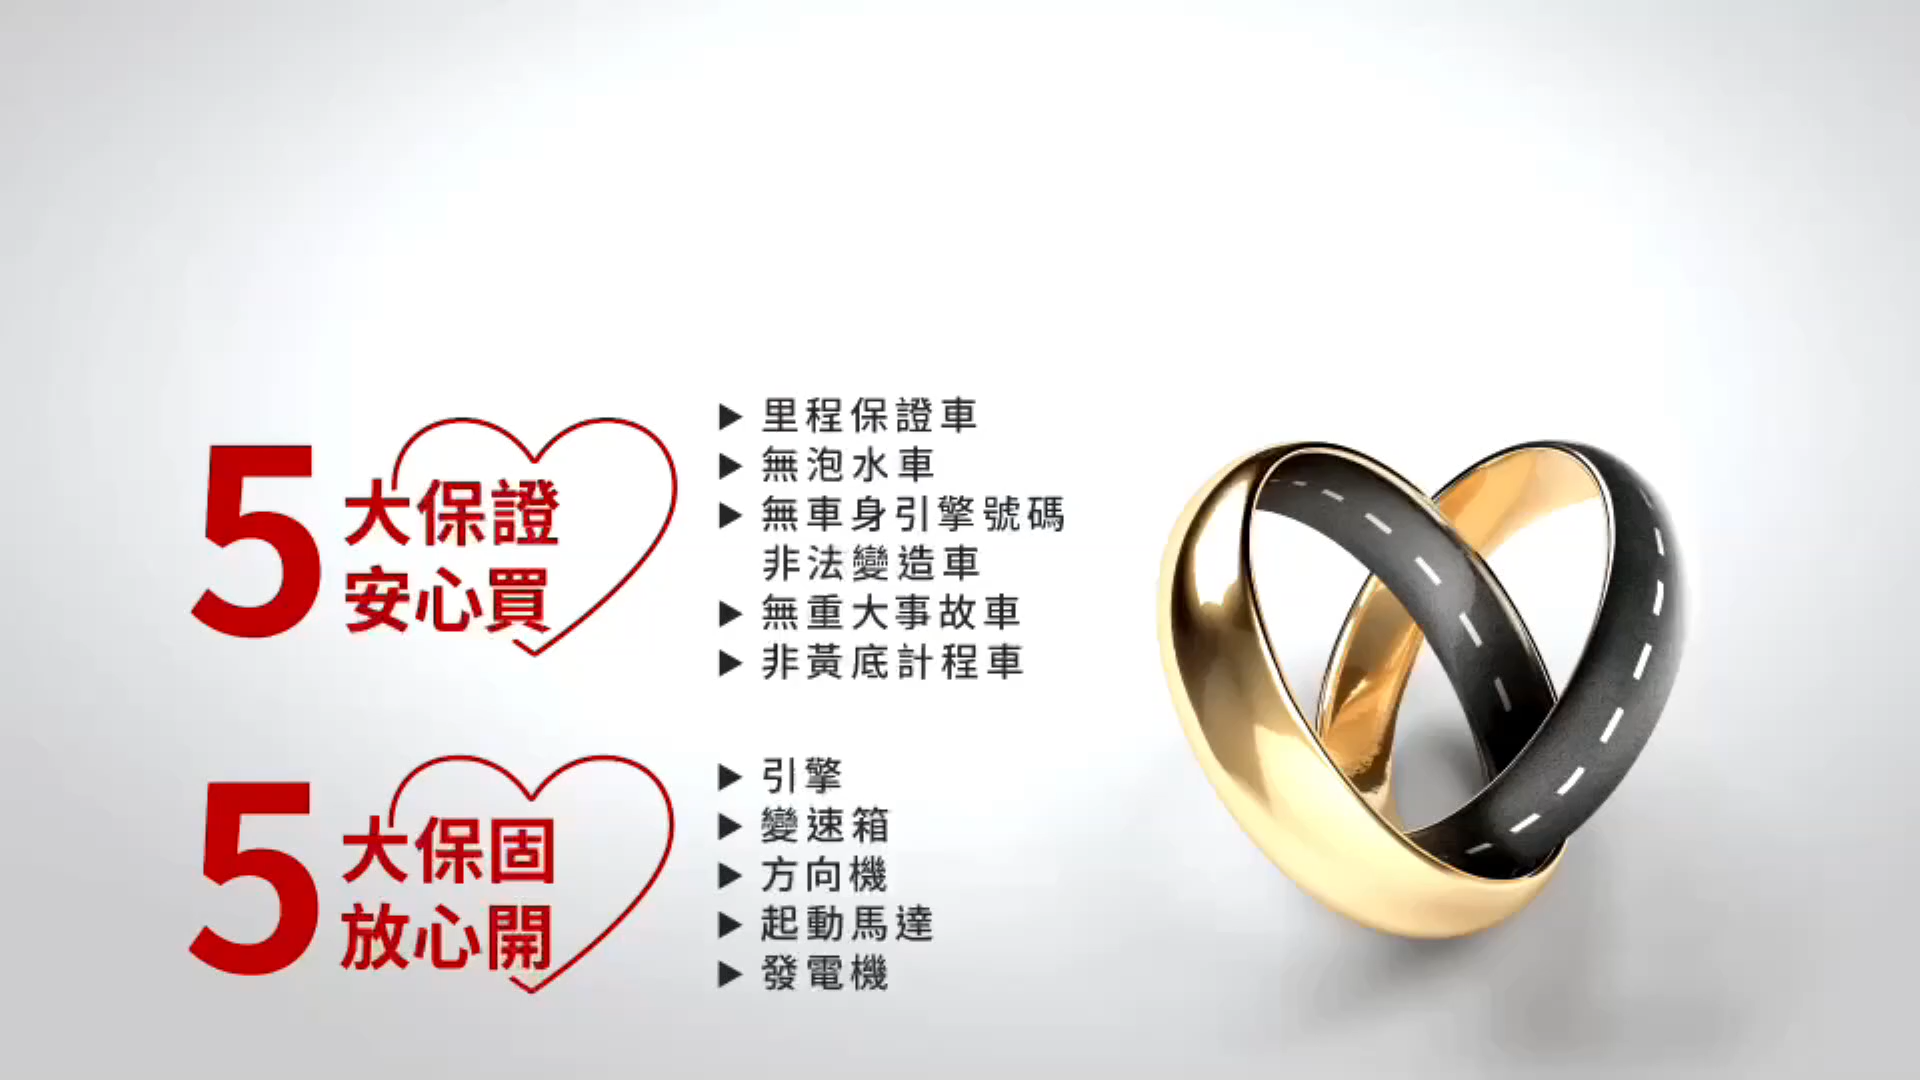 5大保證
安心買
▶ 里程保證車
▶ 無泡水車
▶ 無車身引擎號碼
非法變造車
▶ 無重大事故車
▶ 非黃底計程車
5大保固
放心開
▶ 引擎
▶ 變速箱
▶ 方向機
▶ 起動馬達
▶ 發電機